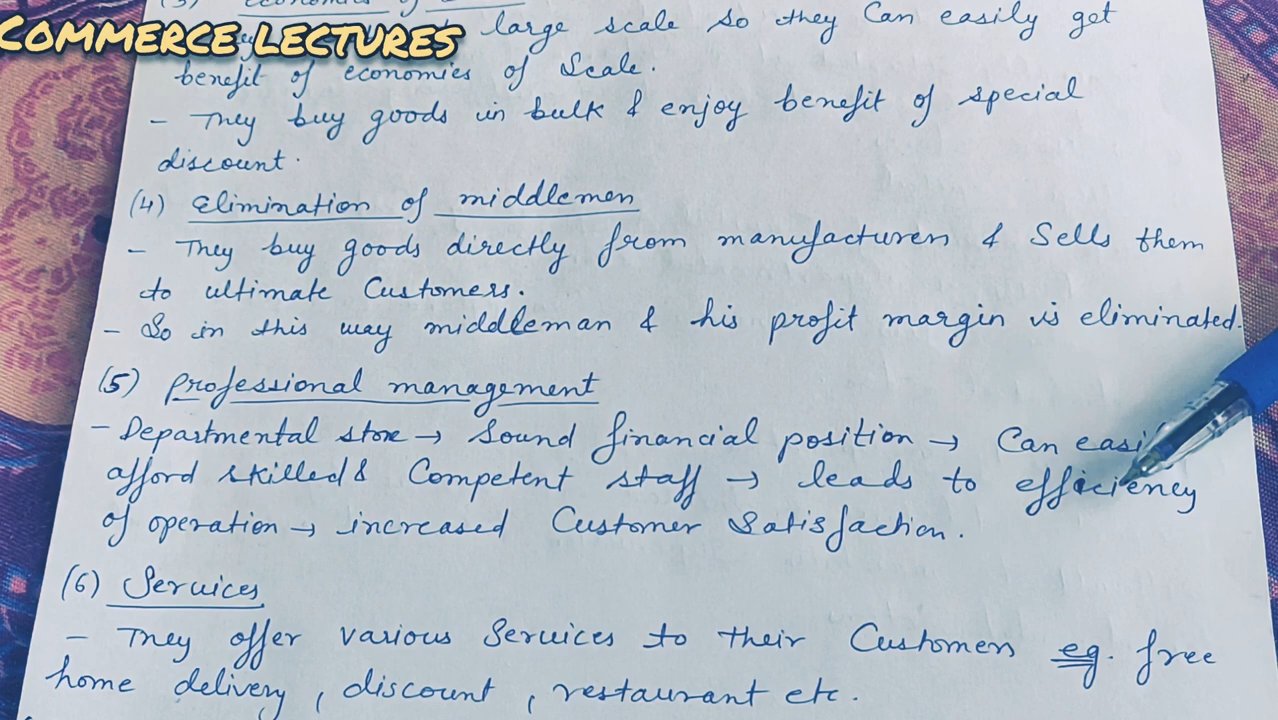 COMMERCE LECTURES
(3) Economies of
large scale so they can easily get
benefit of economies of scale.
- They buy goods in bulk & enjoy benefit of special
discount.
(4) Elimination of middlemen
- They buy goods directly from manufacturers & sells them
to ultimate customers.
- So in this way middleman & his profit margin is eliminated.
(5) Professional management
- Departmental store → Sound financial position → Can easi
afford skilled & Competent staff → leads to efficiency
of operation → increased Customer Satisfaction.
(6) Services
- They offer various services to their Customers eg. free
home delivery, discount, restaurant etc.